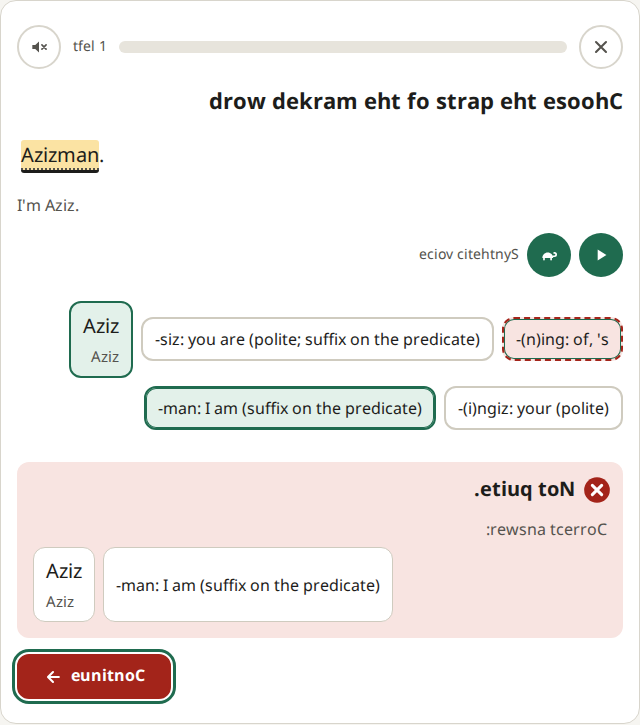 tfel 1
drow dekram eht fo strap eht esoohC
Azizman.
I'm Aziz.
eciov citehtnyS
Aziz
Aziz
-siz: you are (polite; suffix on the predicate)
-(n)ing: of, 's
-man: I am (suffix on the predicate)
-(i)ngiz: your (polite)
.etiuq toN
:rewsna tcerroC
Aziz
Aziz
-man: I am (suffix on the predicate)
← eunitnoC